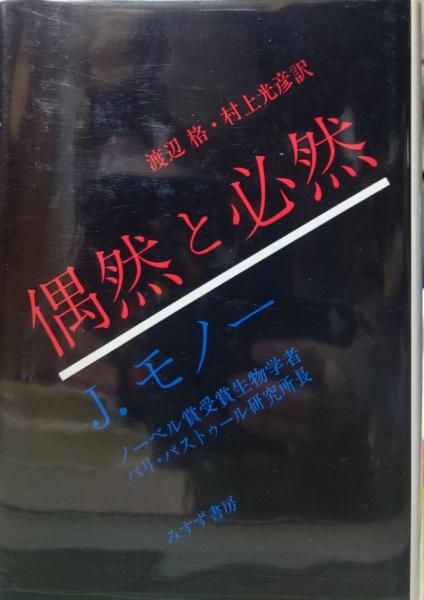 渡辺 格・村上光彦訳
偶然と必然
J. モノー
ノーベル賞受賞生物学者
パリ・パストゥール研究所長
みすず書房